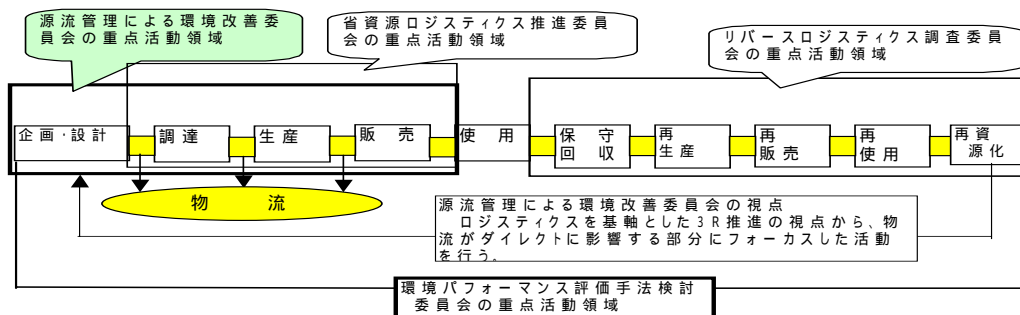 源流管理による環境改善委
員会の重点活動領域
省資源ロジスティクス推進委員
会の重点活動領域
リバースロジスティクス調査委員
会の重点活動領域
企画・設計
調達
生産
販売
使用
保守
回収
再
生産
再
販売
再
使用
再資
源化
物流
源流管理による環境改善委員会の視点
ロジスティクスを基軸とした3R推進の視点から、物
流がダイレクトに影響する部分にフォーカスした活動
を行う。
環境パフォーマンス評価手法検討
委員会の重点活動領域